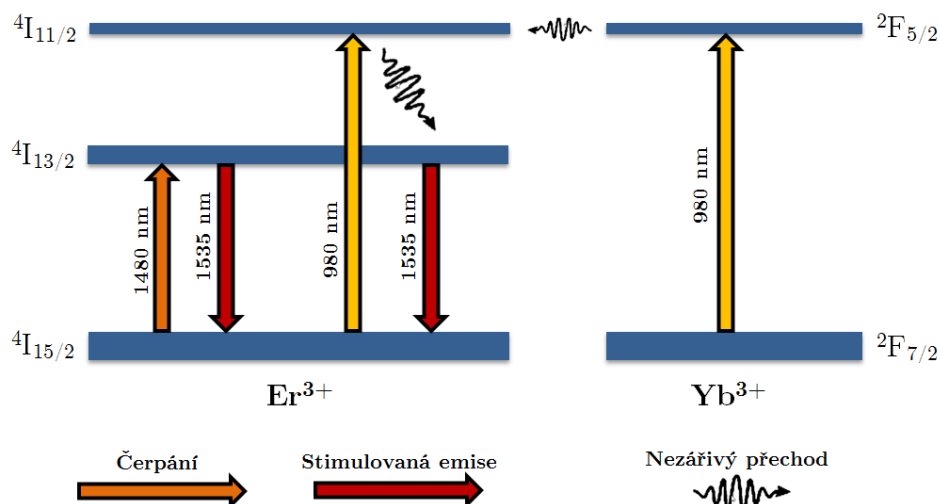 ⁴I₁₁/₂
²F₅/₂
⁴I₁₃/₂
1480 nm
1535 nm
980 nm
1535 nm
980 nm
⁴I₁₅/₂
²F₇/₂
Er³⁺
Yb³⁺
Čerpání
Stimulovaná emise
Nezářivý přechod